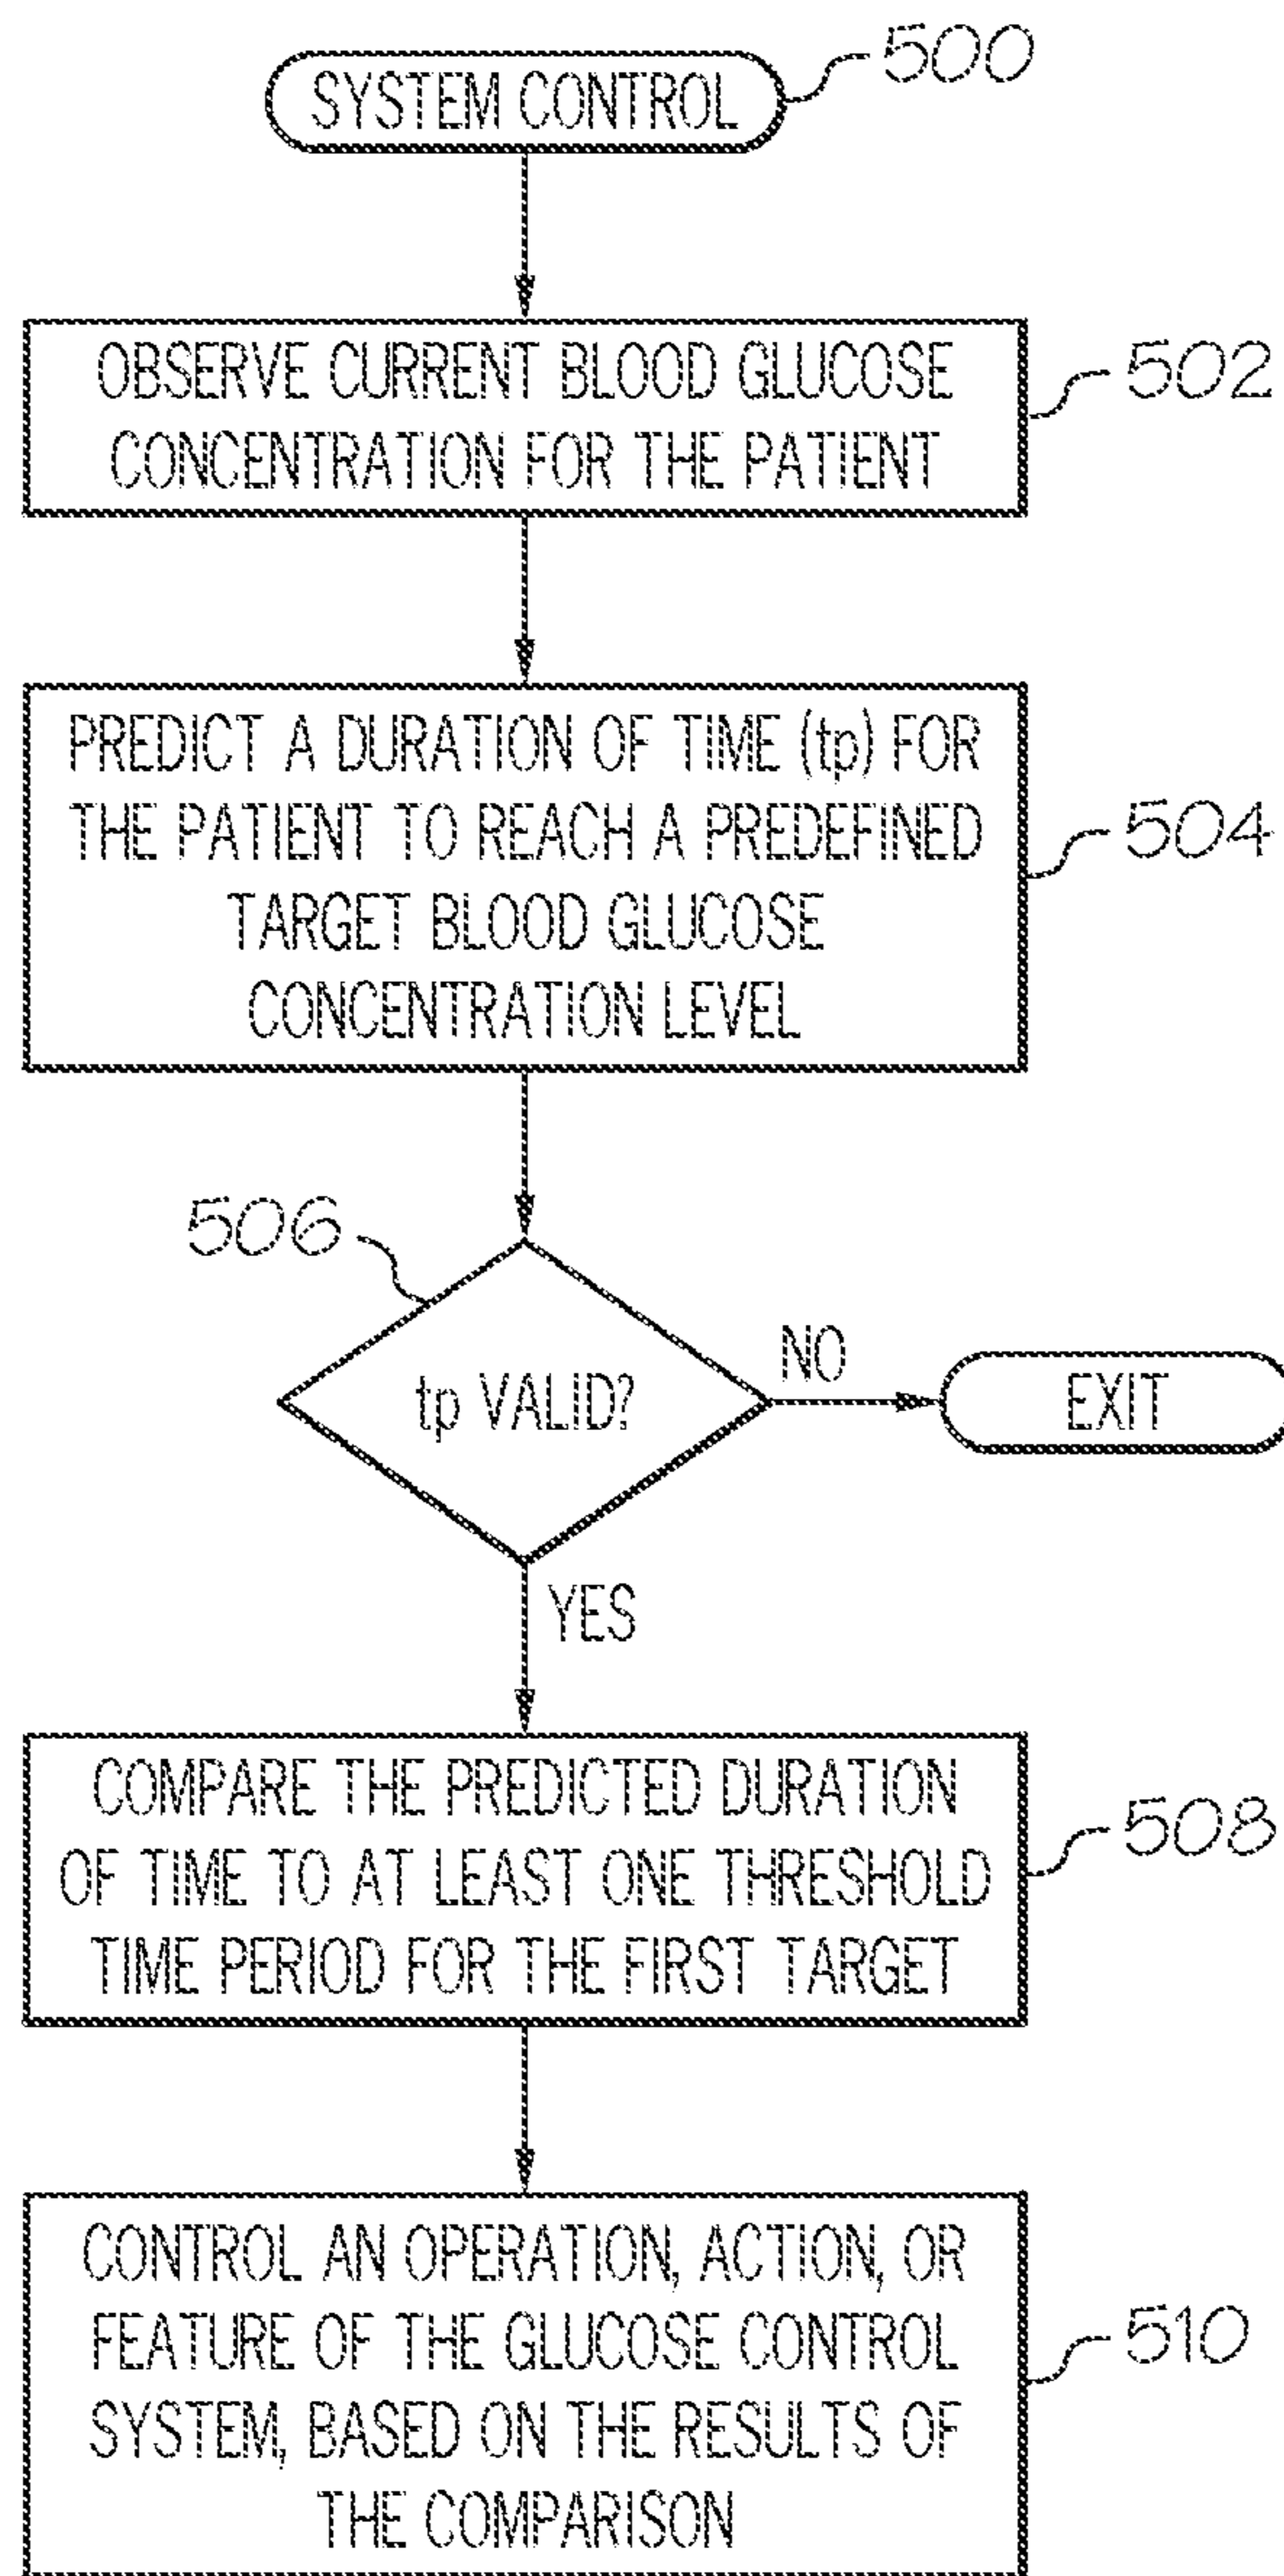 SYSTEM CONTROL
500
OBSERVE CURRENT BLOOD GLUCOSE
CONCENTRATION FOR THE PATIENT
502
PREDICT A DURATION OF TIME (tp) FOR
THE PATIENT TO REACH A PREDEFINED
TARGET BLOOD GLUCOSE
CONCENTRATION LEVEL
504
506
tp VALID?
NO
EXIT
YES
COMPARE THE PREDICTED DURATION
OF TIME TO AT LEAST ONE THRESHOLD
TIME PERIOD FOR THE FIRST TARGET
508
CONTROL AN OPERATION, ACTION, OR
FEATURE OF THE GLUCOSE CONTROL
SYSTEM, BASED ON THE RESULTS OF
THE COMPARISON
510